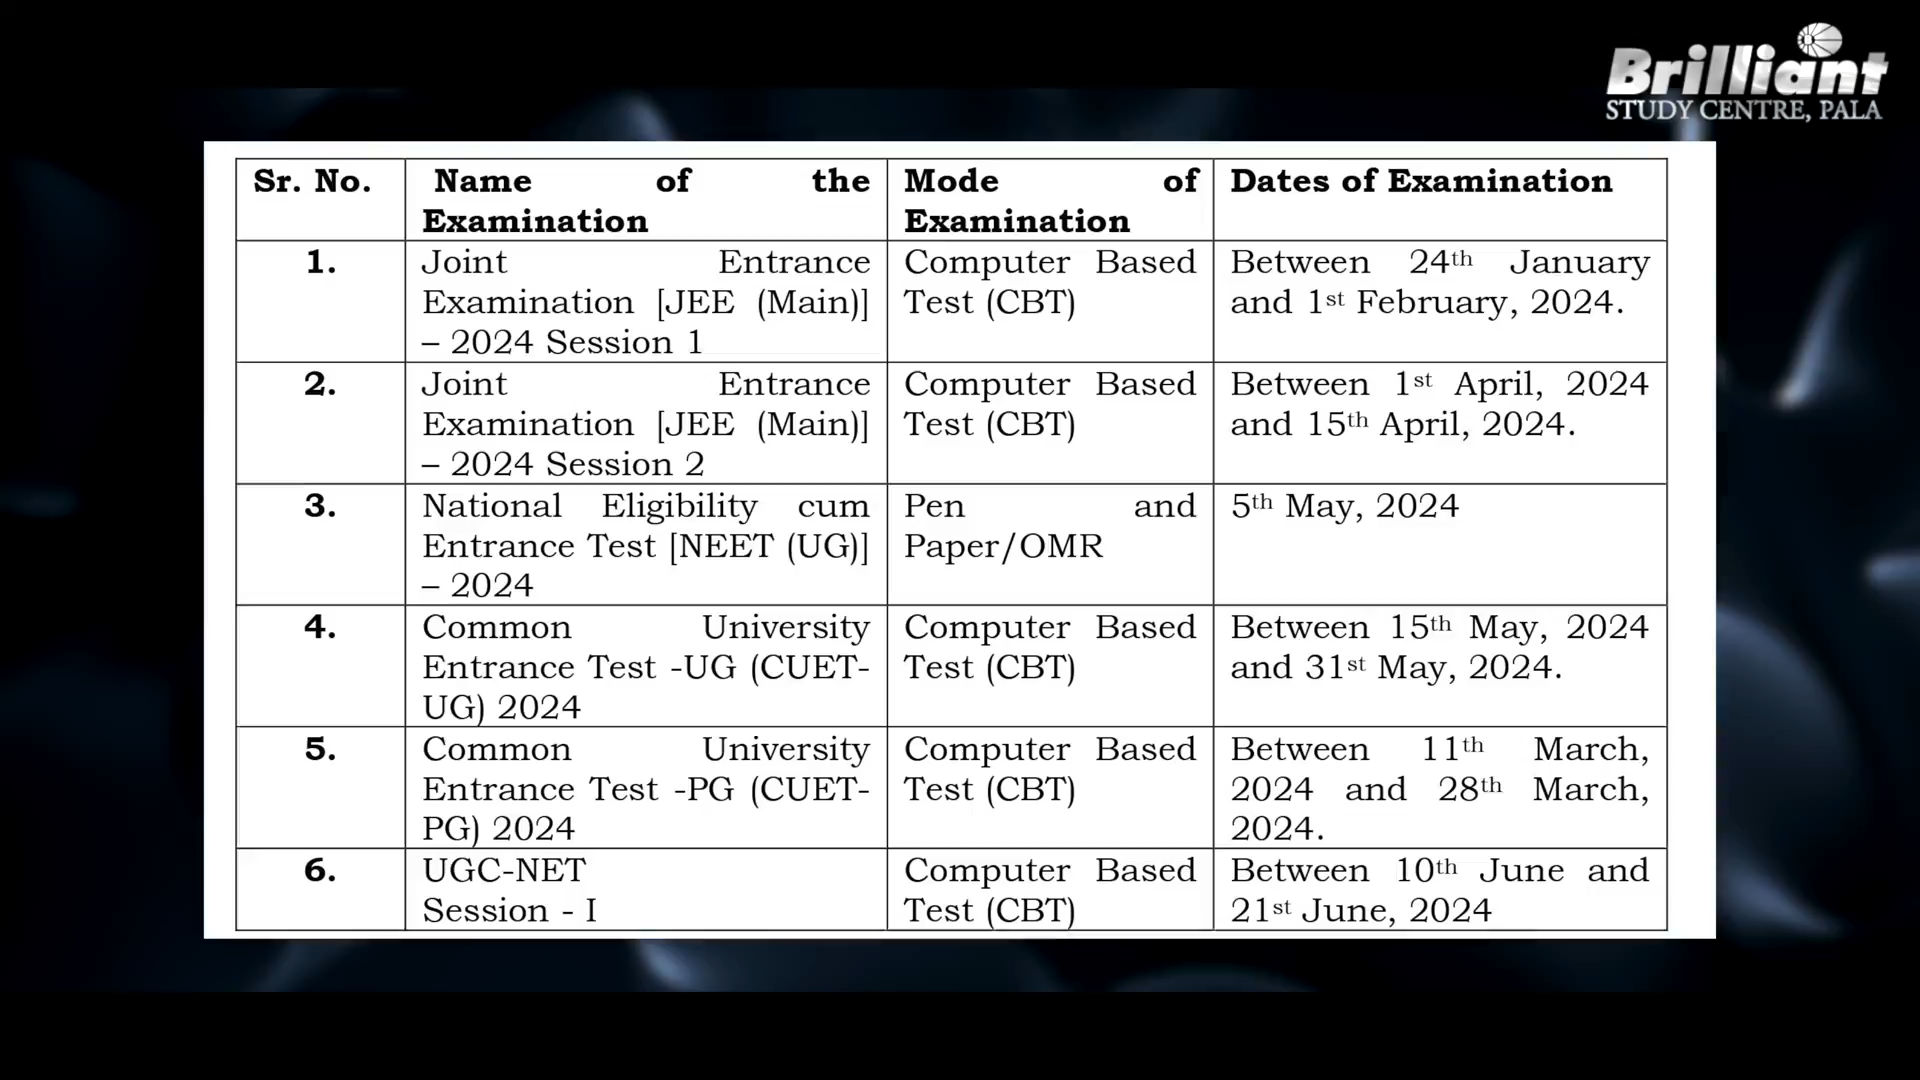 Brilliant
STUDY CENTRE, PALA
Sr. No. Name of the Examination Mode of Examination Dates of Examination
1. Joint Entrance Examination [JEE (Main)] – 2024 Session 1 Computer Based Test (CBT) Between 24th January and 1st February, 2024.
2. Joint Entrance Examination [JEE (Main)] – 2024 Session 2 Computer Based Test (CBT) Between 1st April, 2024 and 15th April, 2024.
3. National Eligibility cum Entrance Test [NEET (UG)] – 2024 Pen and Paper/OMR 5th May, 2024
4. Common University Entrance Test -UG (CUET-UG) 2024 Computer Based Test (CBT) Between 15th May, 2024 and 31st May, 2024.
5. Common University Entrance Test -PG (CUET-PG) 2024 Computer Based Test (CBT) Between 11th March, 2024 and 28th March, 2024.
6. UGC-NET Session - I Computer Based Test (CBT) Between 10th June and 21st June, 2024